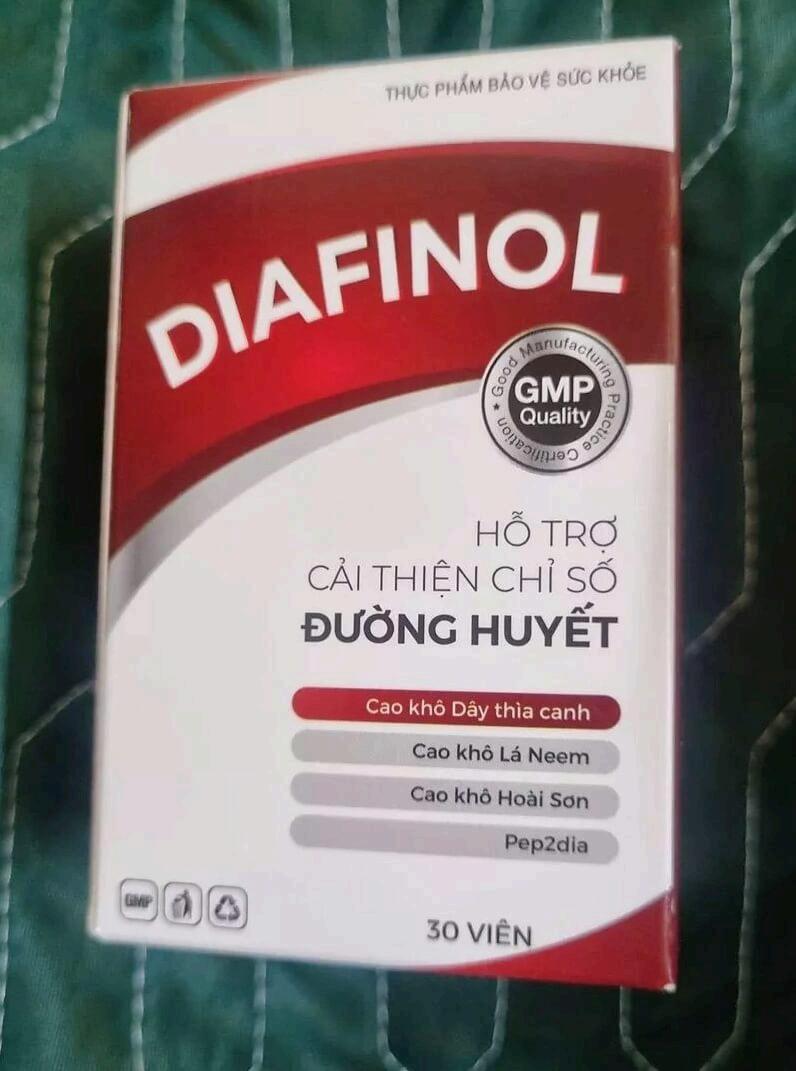 THỰC PHẨM BẢO VỆ SỨC KHỎE
DIAFINOL
Good Manufacturing Practice Certification
GMP
Quality
HỖ TRỢ
CẢI THIỆN CHỈ SỐ
ĐƯỜNG HUYẾT
Cao khô Dây thìa canh
Cao khô Lá Neem
Cao khô Hoài Sơn
Pep2dia
GMP
30 VIÊN